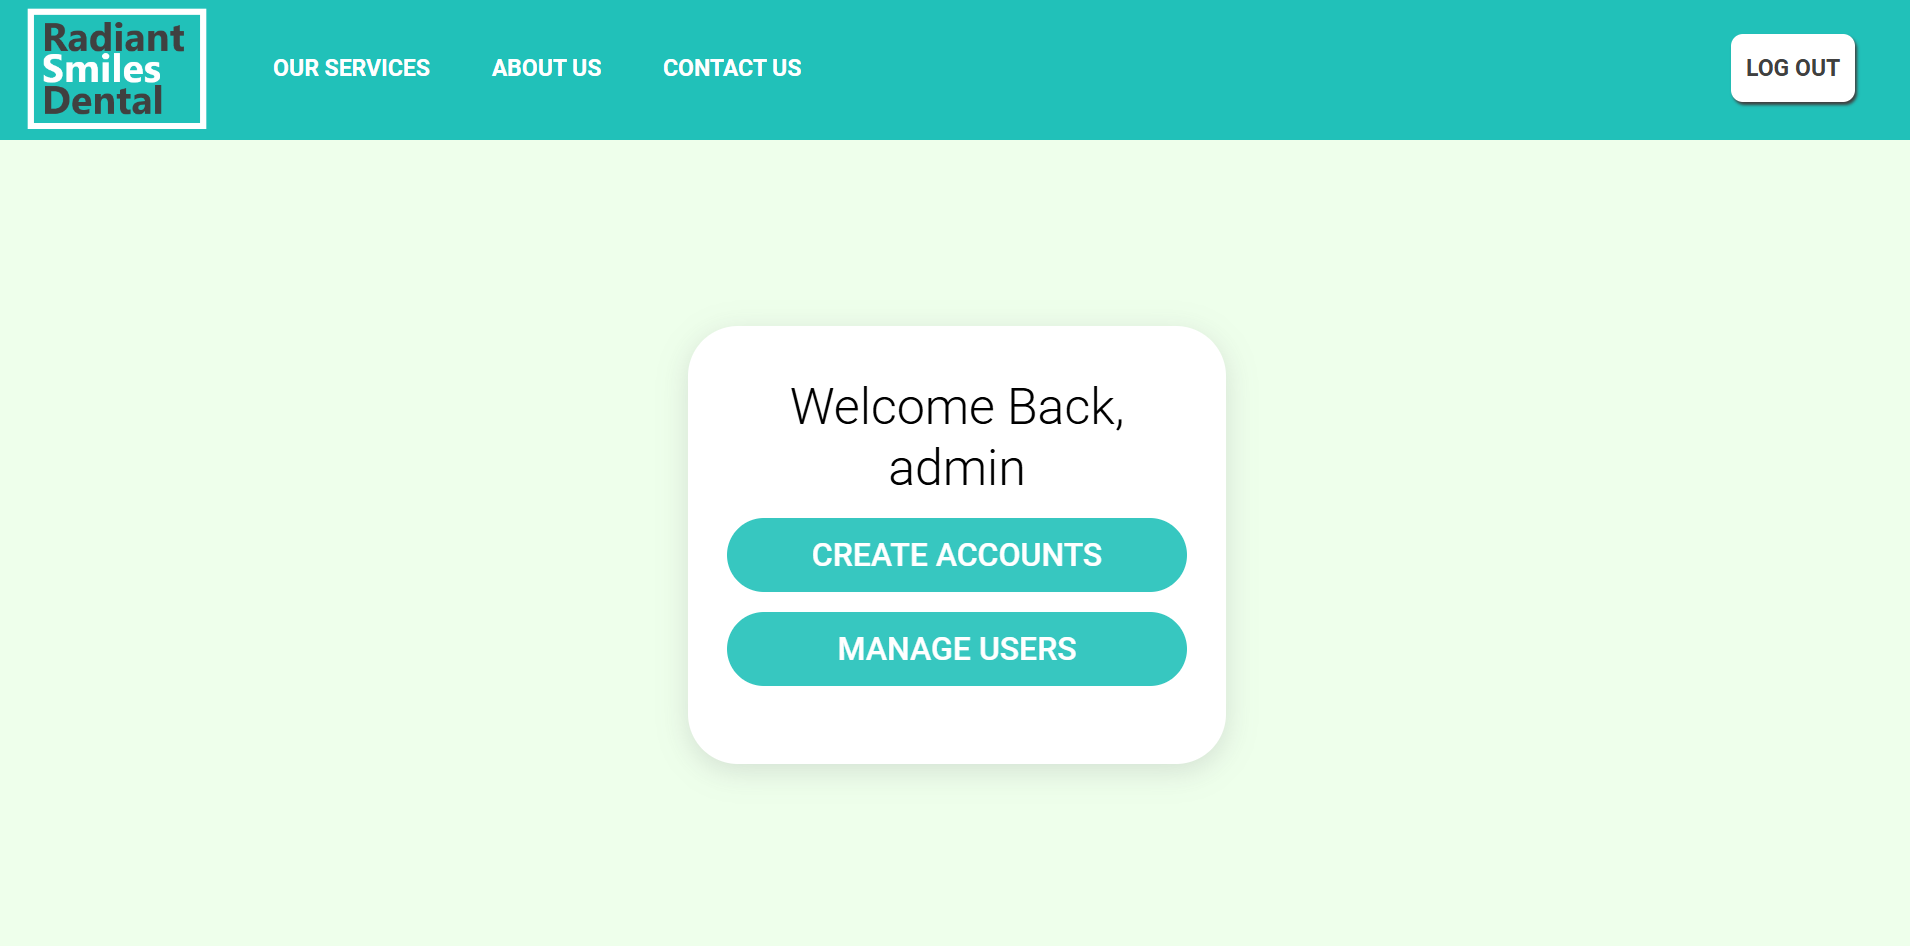 Radiant
Smiles
Dental
OUR SERVICES
ABOUT US
CONTACT US
LOG OUT
Welcome Back,
admin
CREATE ACCOUNTS
MANAGE USERS